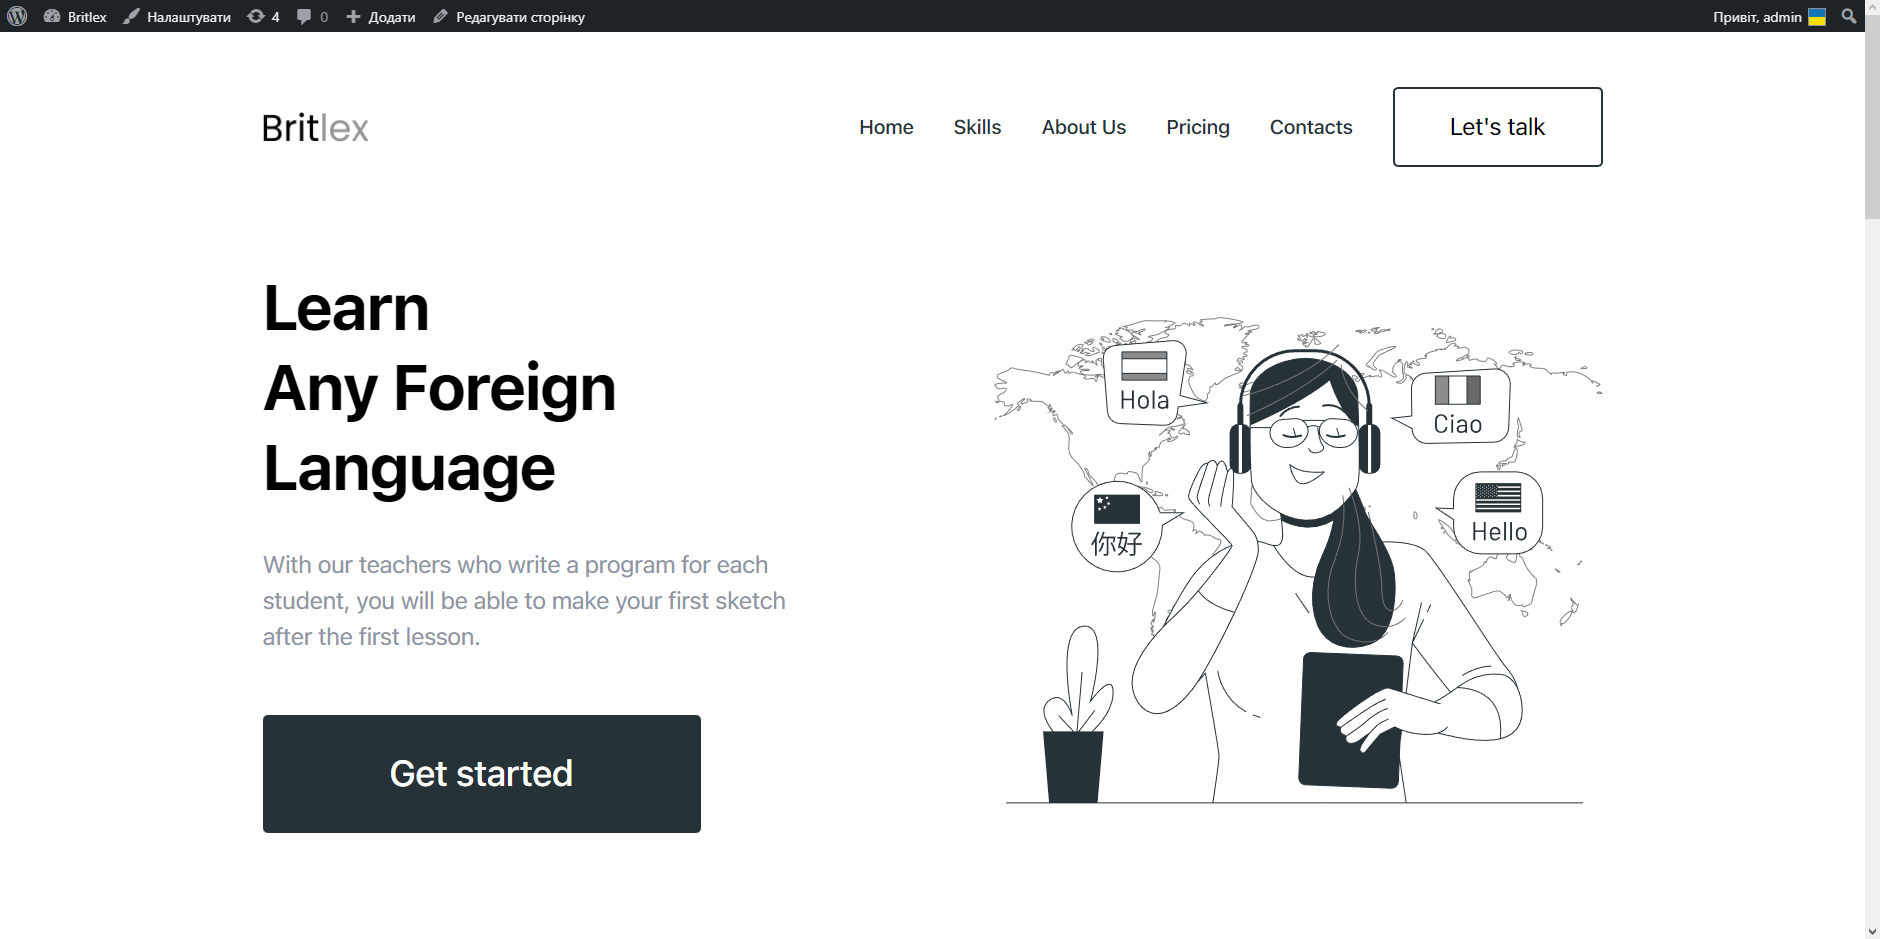 Britlex Налаштувати 4 0 Додати Редагувати сторінку Привіт, admin
Britlex
Home Skills About Us Pricing Contacts Let's talk
Learn
Any Foreign
Language
With our teachers who write a program for each
student, you will be able to make your first sketch
after the first lesson.
Get started
Hola
Ciao
你好
Hello